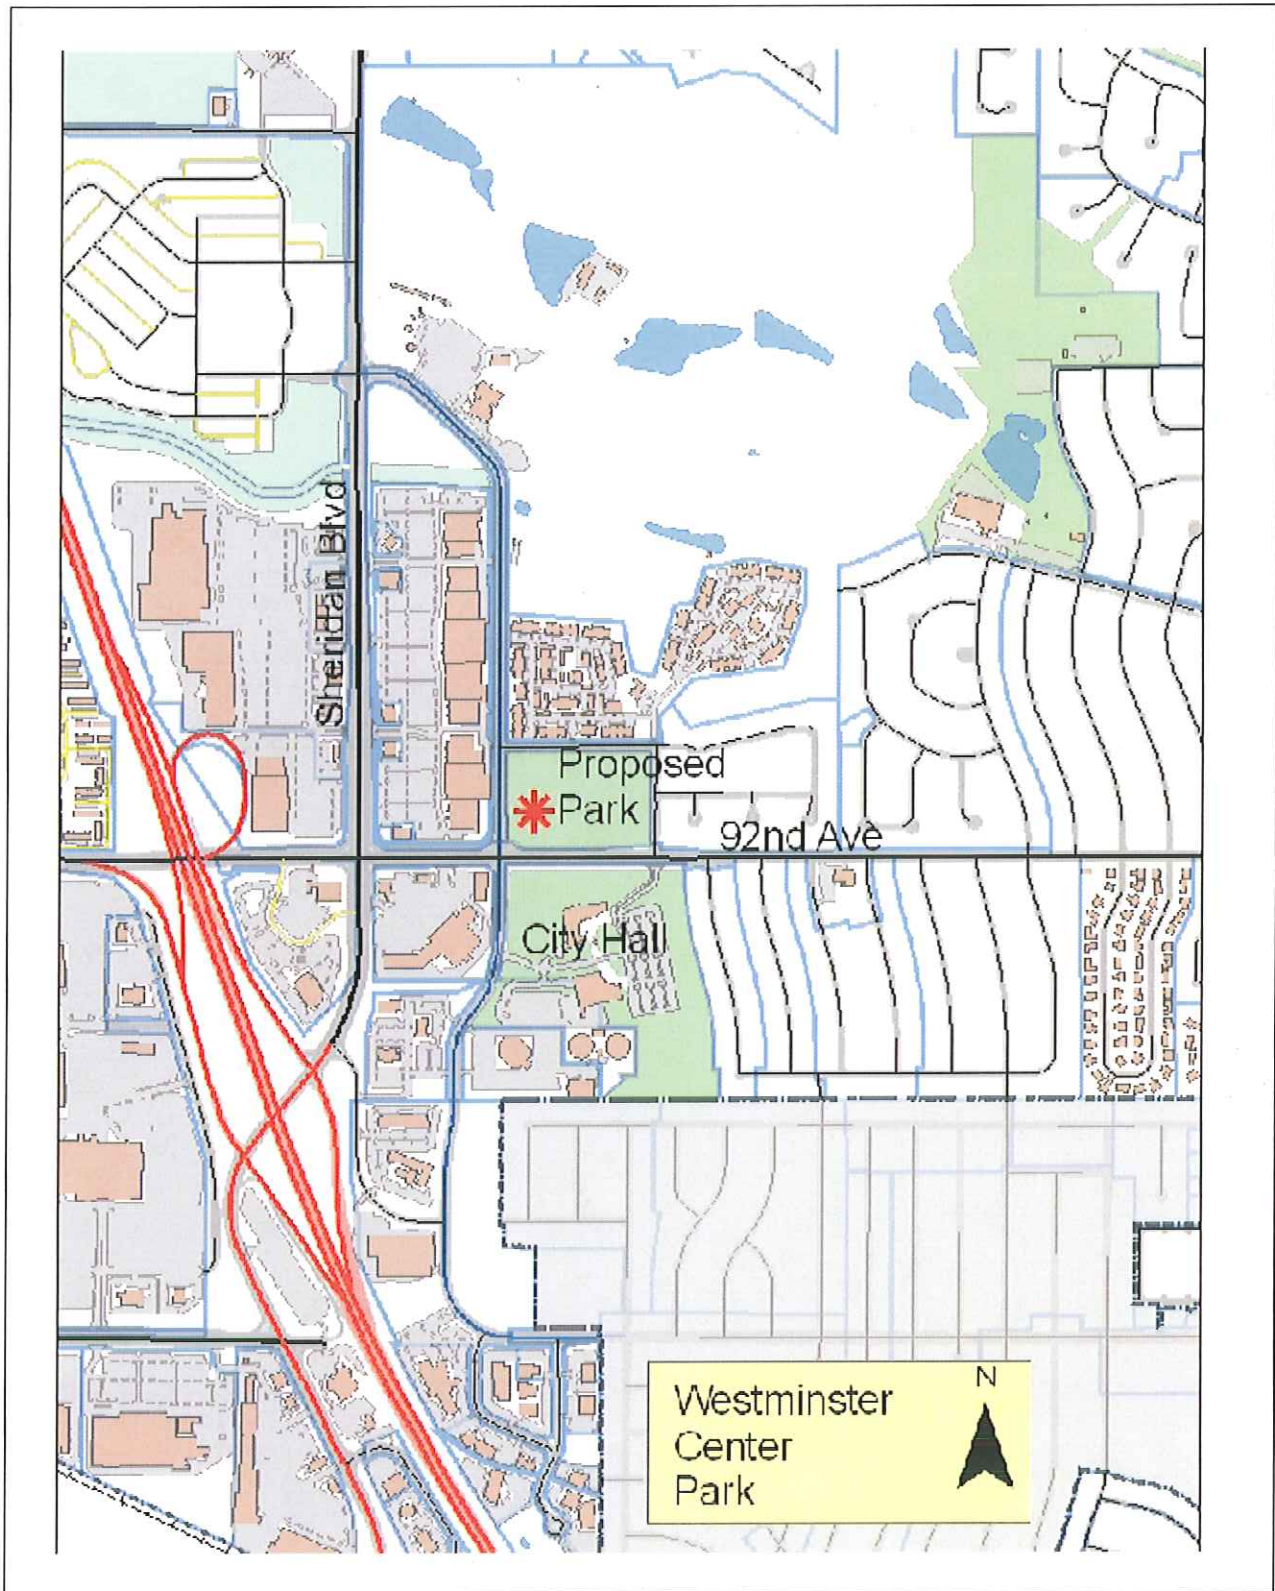 Sheridan Blvd
Proposed
Park
92nd Ave
City Hall
Westminster
Center
Park
N